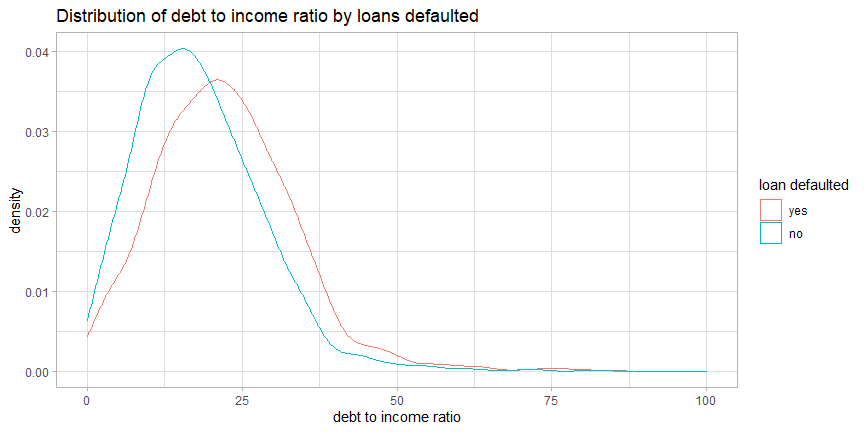 Distribution of debt to income ratio by loans defaulted
0.04
0.03
0.02
0.01
0.00
density
0 25 50 75 100
debt to income ratio
loan defaulted
yes
no